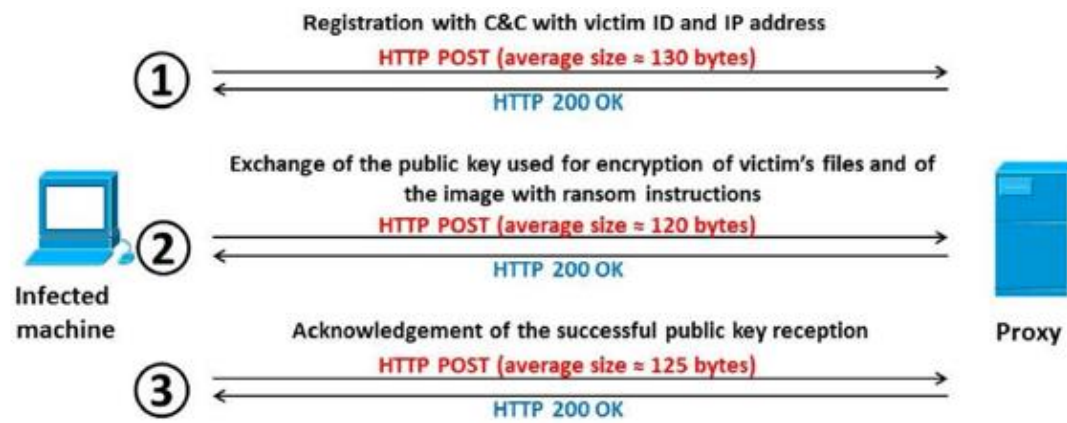 Registration with C&C with victim ID and IP address
HTTP POST (average size ≈ 130 bytes)
1
HTTP 200 OK
Exchange of the public key used for encryption of victim's files and of
the image with ransom instructions
HTTP POST (average size ≈ 120 bytes)
2
HTTP 200 OK
Infected
machine
Proxy
Acknowledgement of the successful public key reception
HTTP POST (average size ≈ 125 bytes)
3
HTTP 200 OK